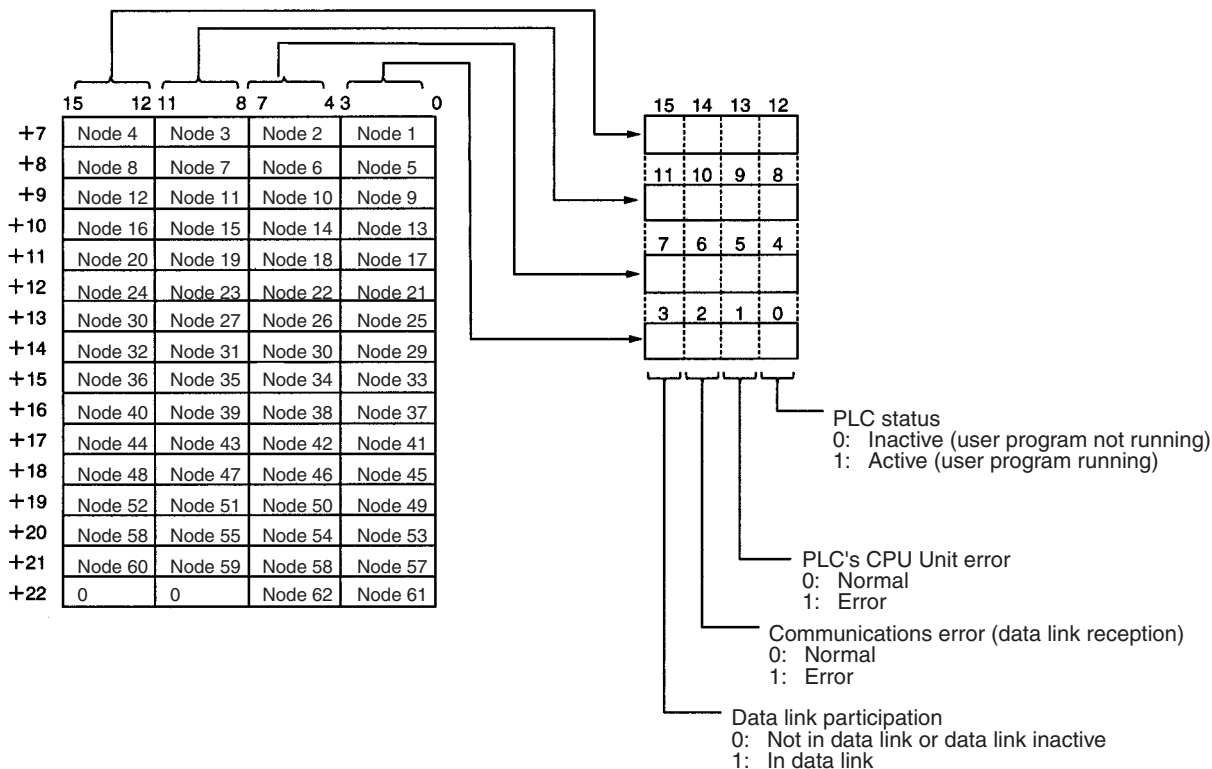 15 12 11 8 7 4 3 0
+7 Node 4 Node 3 Node 2 Node 1
+8 Node 8 Node 7 Node 6 Node 5
+9 Node 12 Node 11 Node 10 Node 9
+10 Node 16 Node 15 Node 14 Node 13
+11 Node 20 Node 19 Node 18 Node 17
+12 Node 24 Node 23 Node 22 Node 21
+13 Node 30 Node 27 Node 26 Node 25
+14 Node 32 Node 31 Node 30 Node 29
+15 Node 36 Node 35 Node 34 Node 33
+16 Node 40 Node 39 Node 38 Node 37
+17 Node 44 Node 43 Node 42 Node 41
+18 Node 48 Node 47 Node 46 Node 45
+19 Node 52 Node 51 Node 50 Node 49
+20 Node 58 Node 55 Node 54 Node 53
+21 Node 60 Node 59 Node 58 Node 57
+22 0 0 Node 62 Node 61
15 14 13 12
11 10 9 8
7 6 5 4
3 2 1 0
PLC status
0: Inactive (user program not running)
1: Active (user program running)
PLC's CPU Unit error
0: Normal
1: Error
Communications error (data link reception)
0: Normal
1: Error
Data link participation
0: Not in data link or data link inactive
1: In data link